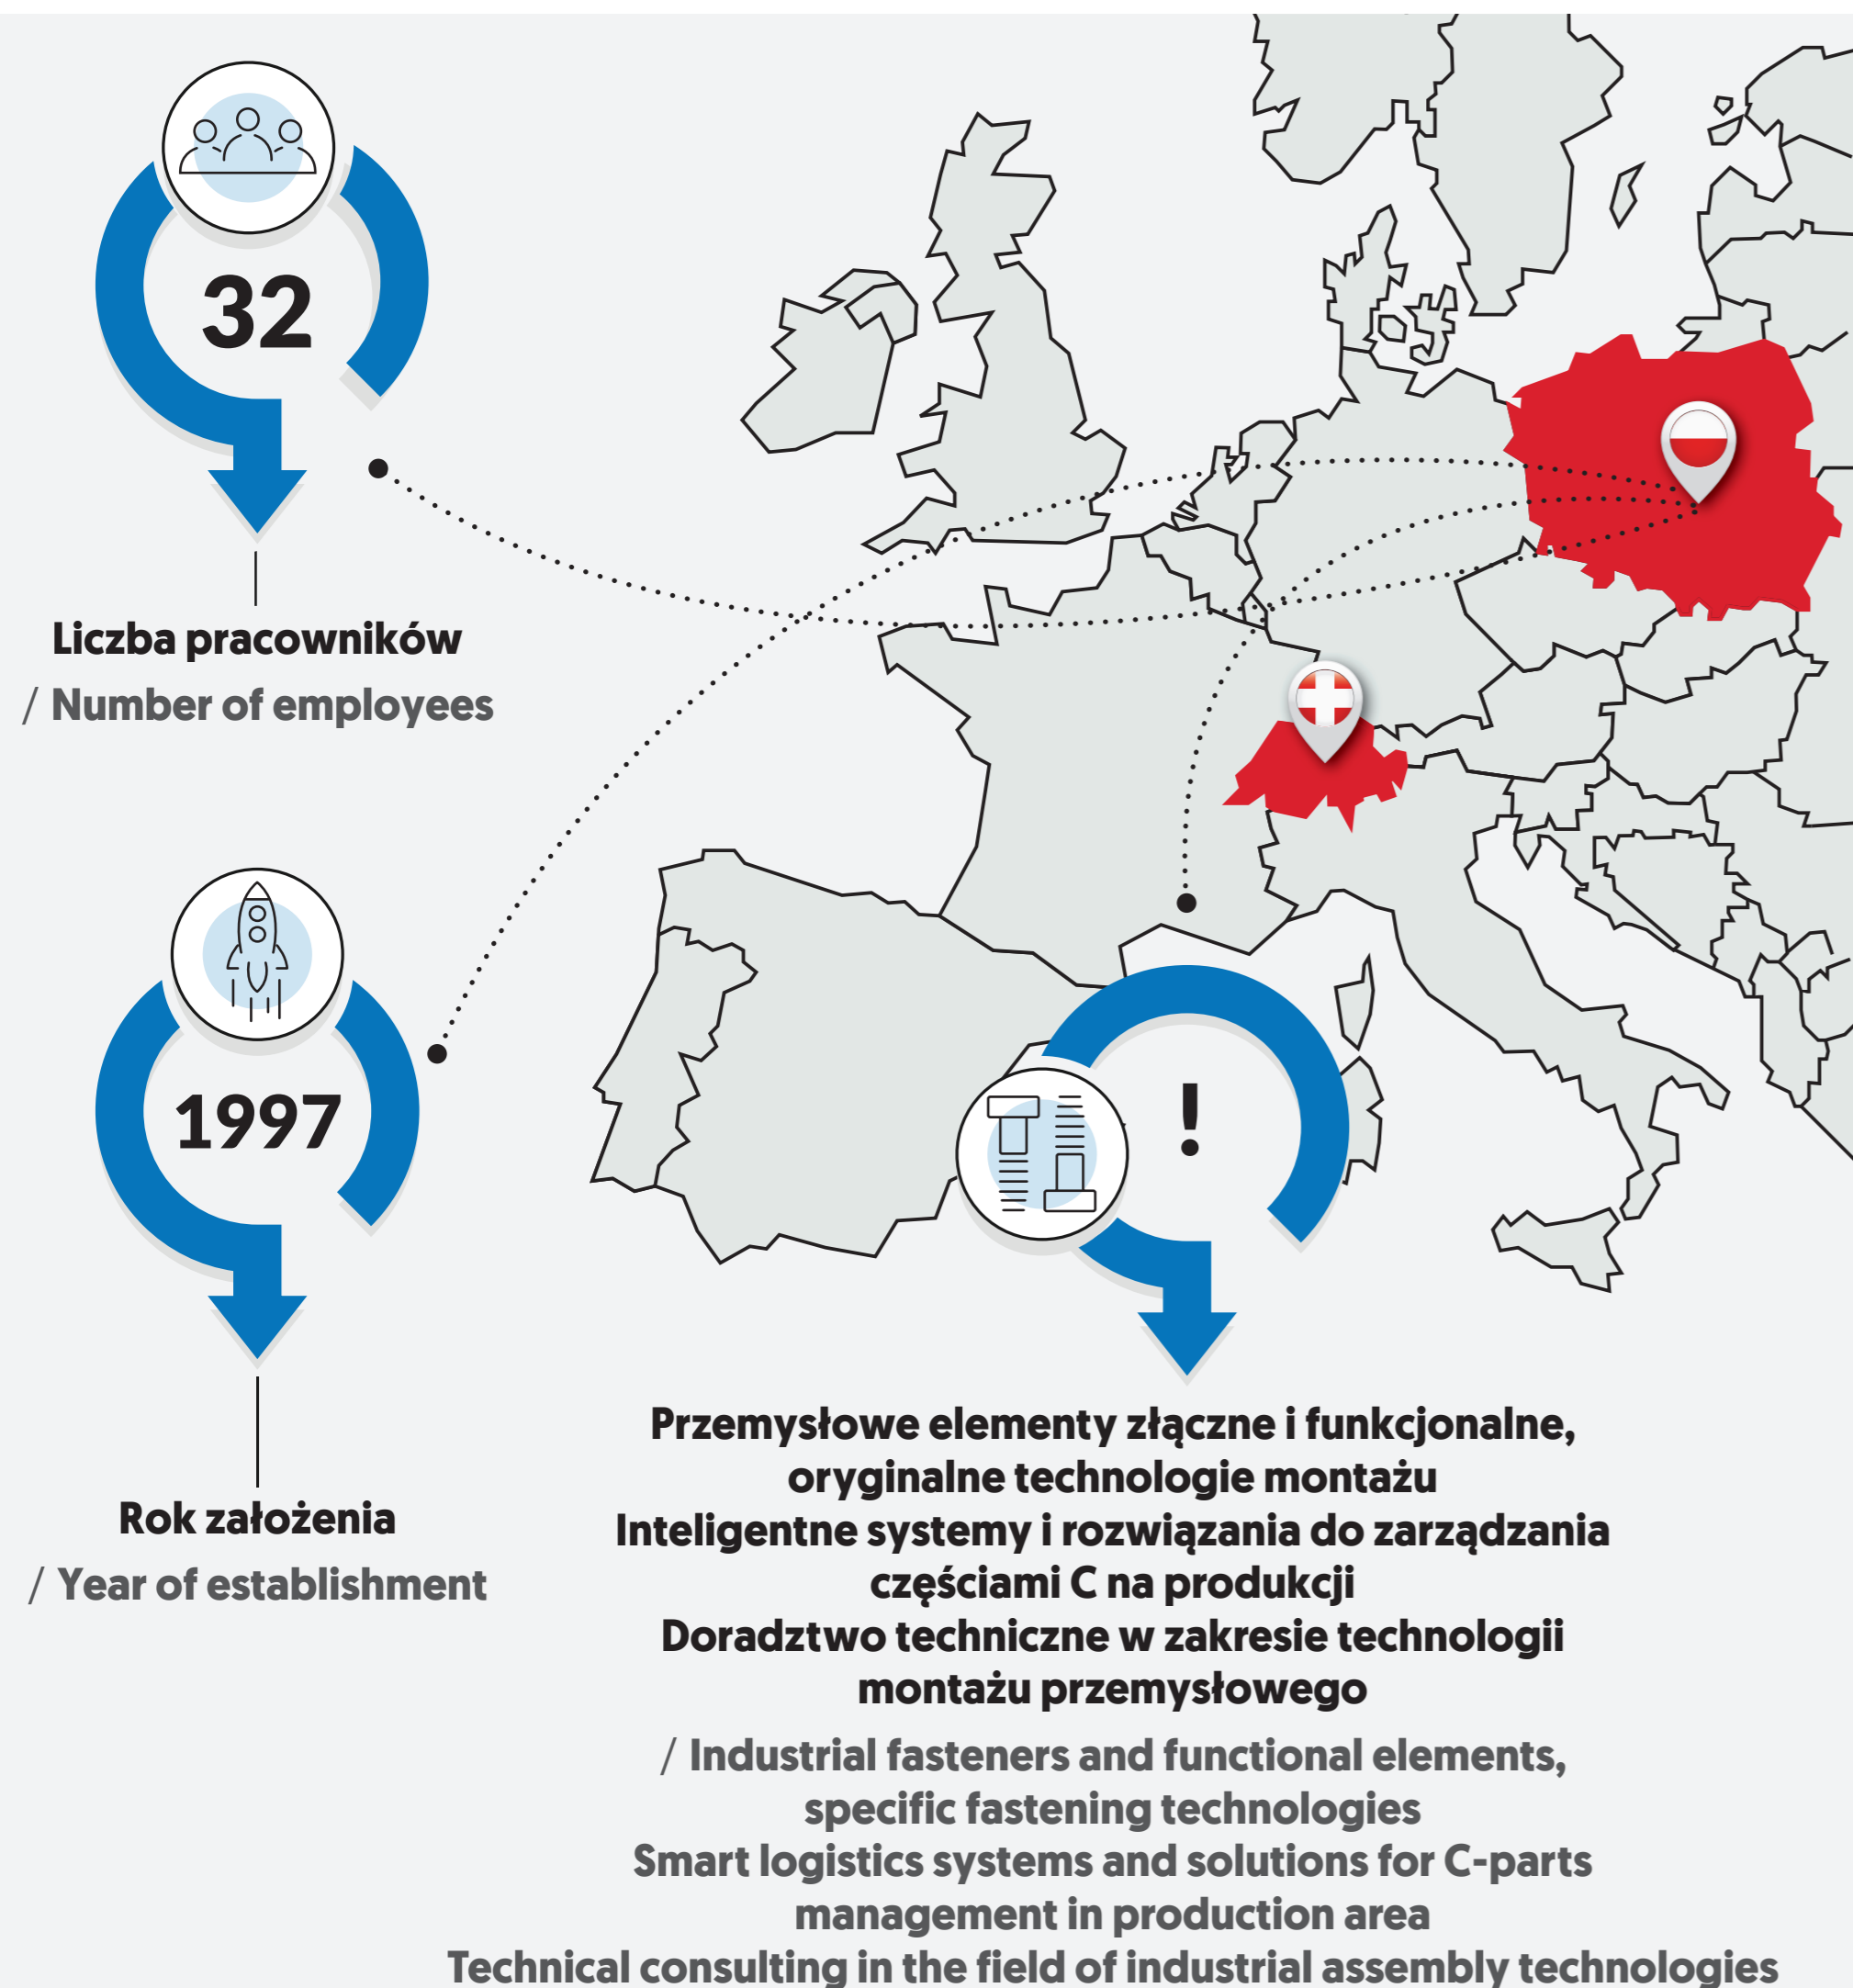 32
Liczba pracowników
/ Number of employees
1997
Rok założenia
/ Year of establishment
!
Przemysłowe elementy złączne i funkcjonalne,
oryginalne technologie montażu
Inteligentne systemy i rozwiązania do zarządzania
częściami C na produkcji
Doradztwo techniczne w zakresie technologii
montażu przemysłowego
/ Industrial fasteners and functional elements,
specific fastening technologies
Smart logistics systems and solutions for C-parts
management in production area
Technical consulting in the field of industrial assembly technologies